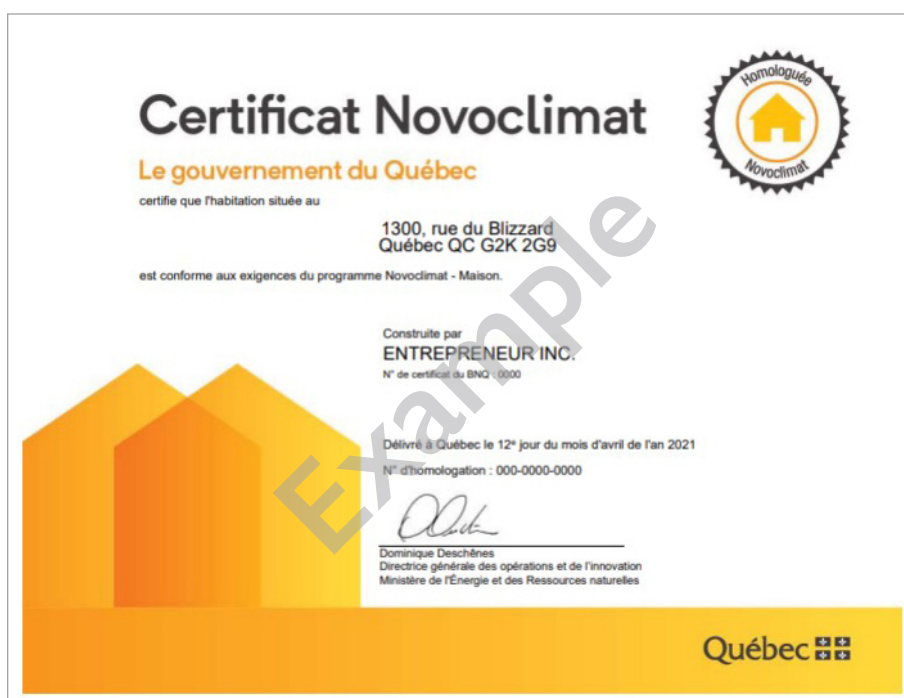 Certificat Novoclimat
Homologuée
Novoclimat
Le gouvernement du Québec
certifie que l'habitation située au
1300, rue du Blizzard
Québec QC G2K 2G9
est conforme aux exigences du programme Novoclimat - Maison.
Construite par
ENTREPRENEUR INC.
N° de certificat du BNQ : 0000
Délivré à Québec le 12e jour du mois d'avril de l'an 2021
N° d'homologation : 000-0000-0000
Dominique Deschênes
Directrice générale des opérations et de l'innovation
Ministère de l'Énergie et des Ressources naturelles
Québec
Example